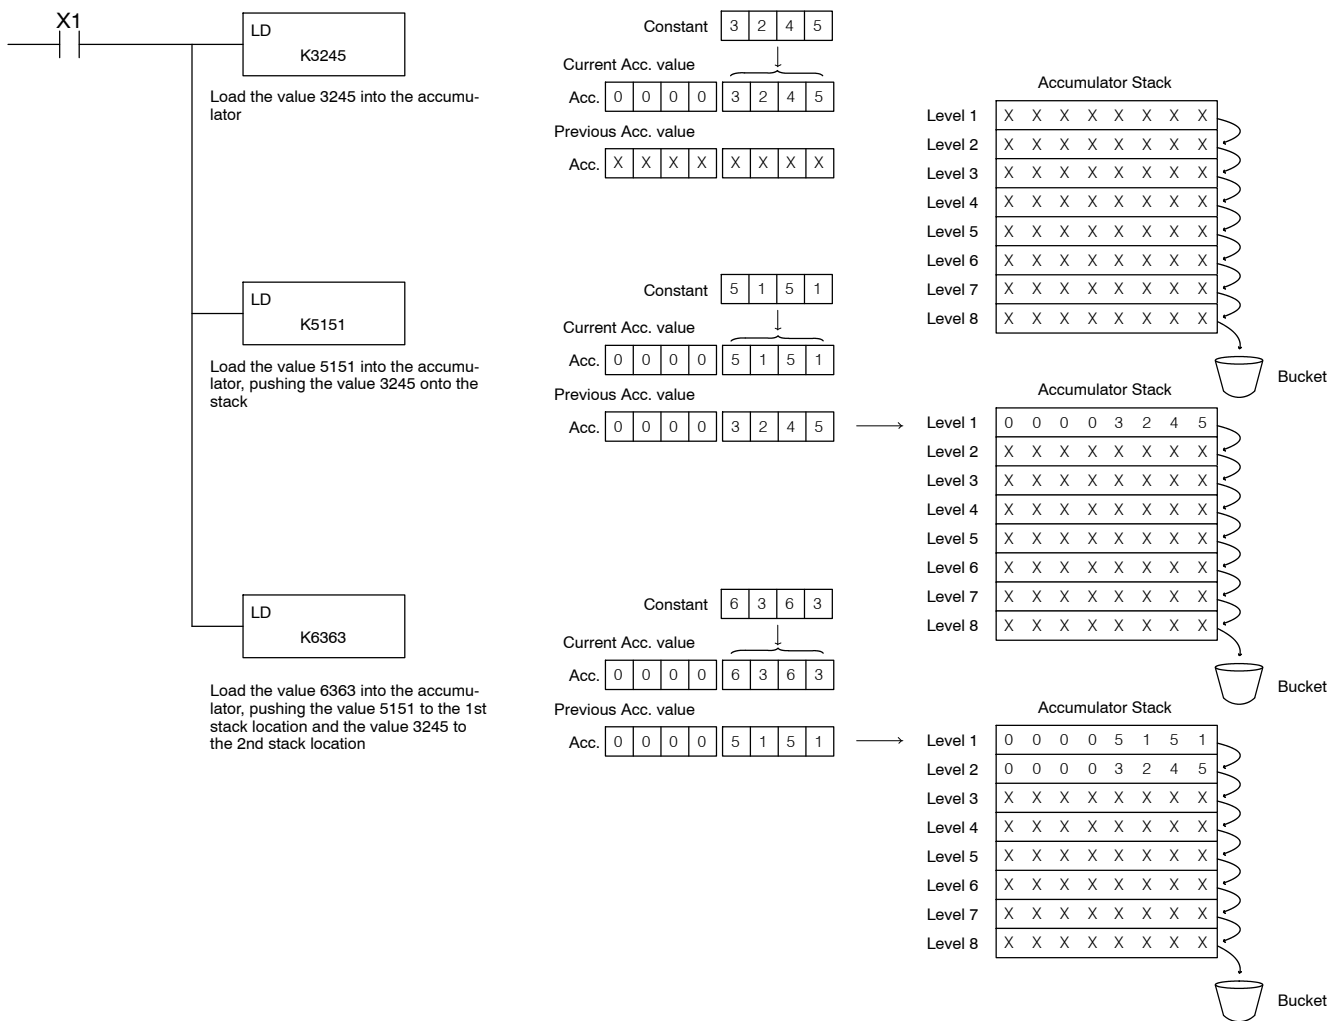 X1
LD
K3245
Load the value 3245 into the accumu-
lator
Constant 3 2 4 5
Current Acc. value
Acc. 0 0 0 0 3 2 4 5
Previous Acc. value
Acc. X X X X X X X X
Accumulator Stack
Level 1 X X X X X X X X
Level 2 X X X X X X X X
Level 3 X X X X X X X X
Level 4 X X X X X X X X
Level 5 X X X X X X X X
Level 6 X X X X X X X X
Level 7 X X X X X X X X
Level 8 X X X X X X X X
Bucket
LD
K5151
Load the value 5151 into the accumu-
lator, pushing the value 3245 onto the
stack
Constant 5 1 5 1
Current Acc. value
Acc. 0 0 0 0 5 1 5 1
Previous Acc. value
Acc. 0 0 0 0 3 2 4 5
Accumulator Stack
Level 1 0 0 0 0 3 2 4 5
Level 2 X X X X X X X X
Level 3 X X X X X X X X
Level 4 X X X X X X X X
Level 5 X X X X X X X X
Level 6 X X X X X X X X
Level 7 X X X X X X X X
Level 8 X X X X X X X X
Bucket
LD
K6363
Load the value 6363 into the accumu-
lator, pushing the value 5151 to the 1st
stack location and the value 3245 to
the 2nd stack location
Constant 6 3 6 3
Current Acc. value
Acc. 0 0 0 0 6 3 6 3
Previous Acc. value
Acc. 0 0 0 0 5 1 5 1
Accumulator Stack
Level 1 0 0 0 0 5 1 5 1
Level 2 0 0 0 0 3 2 4 5
Level 3 X X X X X X X X
Level 4 X X X X X X X X
Level 5 X X X X X X X X
Level 6 X X X X X X X X
Level 7 X X X X X X X X
Level 8 X X X X X X X X
Bucket